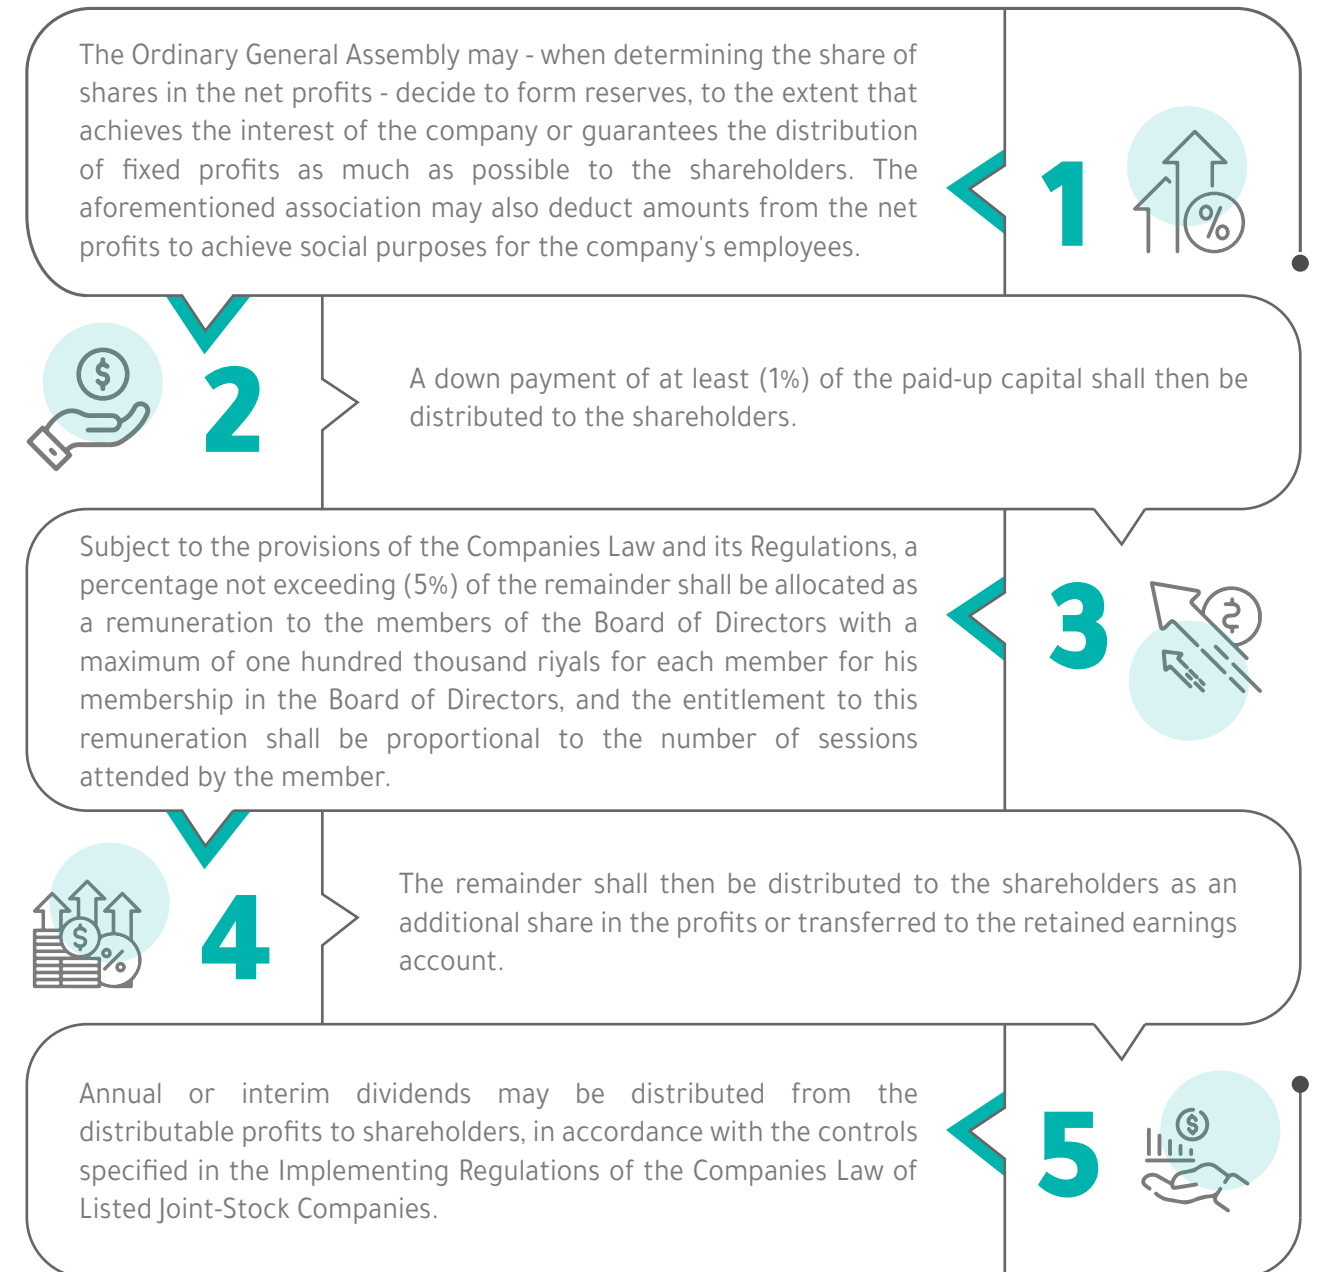 The Ordinary General Assembly may - when determining the share of
shares in the net profits - decide to form reserves, to the extent that
achieves the interest of the company or guarantees the distribution
of fixed profits as much as possible to the shareholders. The
aforementioned association may also deduct amounts from the net
profits to achieve social purposes for the company's employees.
1
%
$
2
A down payment of at least (1%) of the paid-up capital shall then be
distributed to the shareholders.
Subject to the provisions of the Companies Law and its Regulations, a
percentage not exceeding (5%) of the remainder shall be allocated as
a remuneration to the members of the Board of Directors with a
maximum of one hundred thousand riyals for each member for his
membership in the Board of Directors, and the entitlement to this
remuneration shall be proportional to the number of sessions
attended by the member.
3
$
$
%
4
The remainder shall then be distributed to the shareholders as an
additional share in the profits or transferred to the retained earnings
account.
Annual or interim dividends may be distributed from the
distributable profits to shareholders, in accordance with the controls
specified in the Implementing Regulations of the Companies Law of
Listed Joint-Stock Companies.
5
$